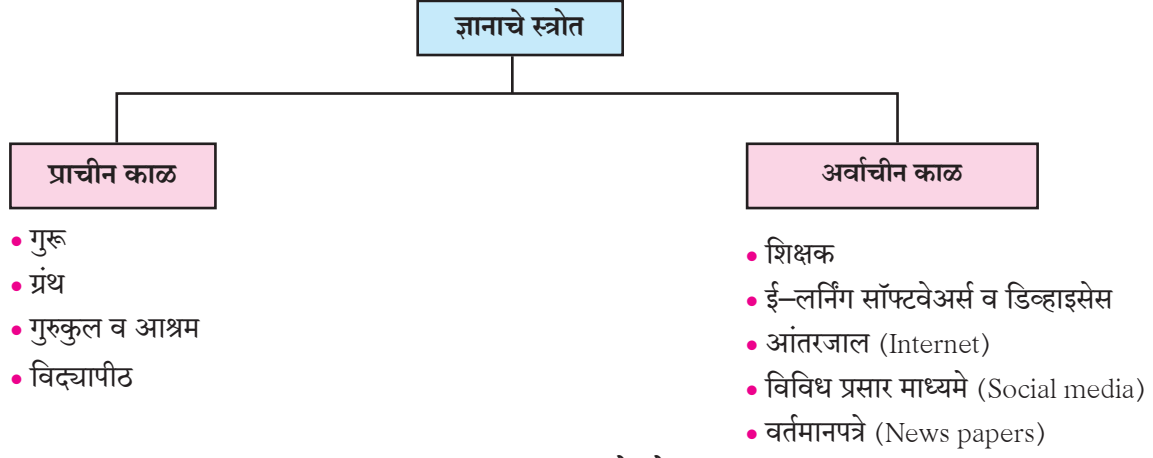 ज्ञानाचे स्त्रोत
प्राचीन काळ
• गुरू
• ग्रंथ
• गुरुकुल व आश्रम
• विद्यापीठ
अर्वाचीन काळ
• शिक्षक
• ई–लर्निंग सॉफ्टवेअर्स व डिव्हाइसेस
• आंतरजाल (Internet)
• विविध प्रसार माध्यमे (Social media)
• वर्तमानपत्रे (News papers)